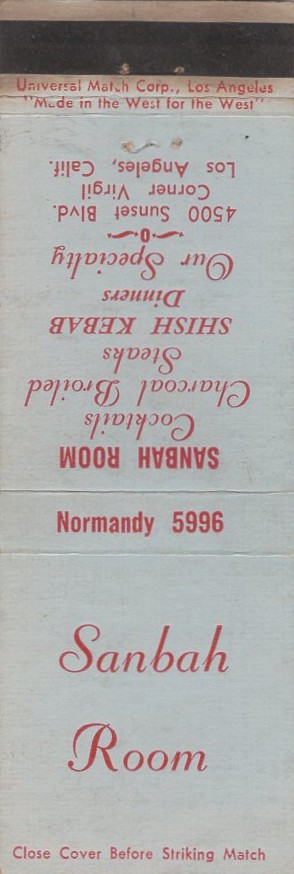 Universal Match Corp., Los Angeles
"Made in the West for the West"
SANBAH ROOM
Cocktails
Charcoal Broiled
Steaks
SHISH KEBAB
Dinners
Our Specialty
O
4500 Sunset Blvd.
Corner Virgil
Los Angeles, Calif.
Normandy 5996
Sanbah
Room
Close Cover Before Striking Match